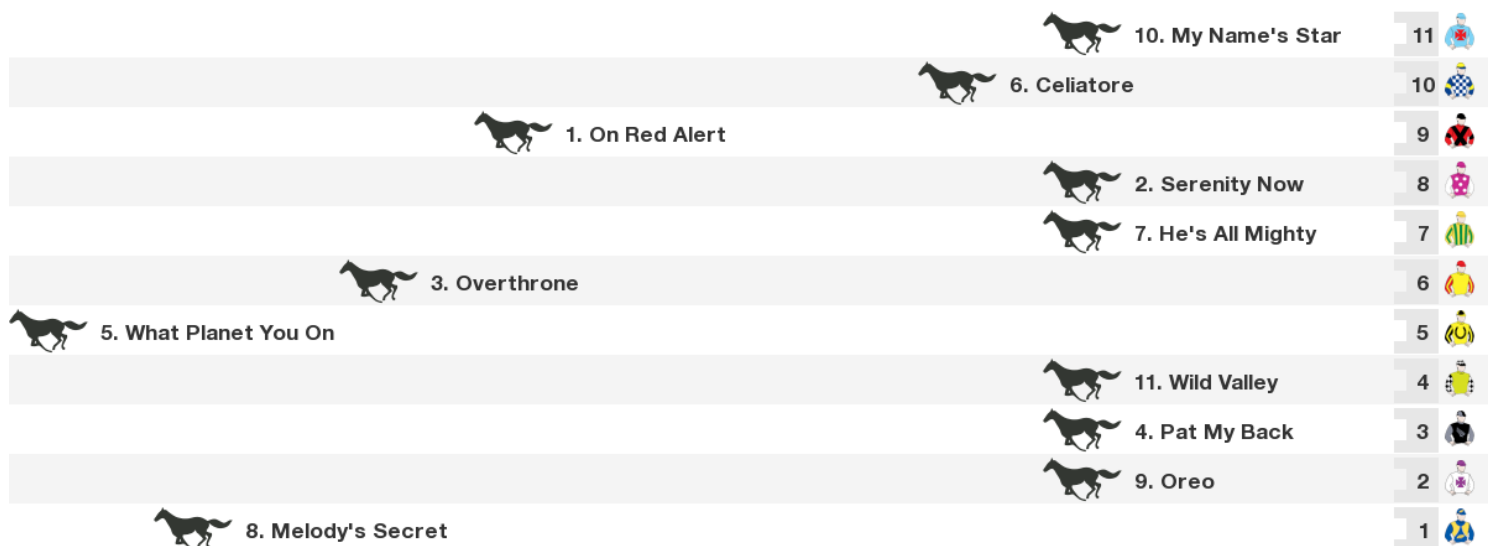 10. My Name's Star 11
6. Celiatore 10
1. On Red Alert 9
2. Serenity Now 8
7. He's All Mighty 7
3. Overthrone 6
5. What Planet You On 5
11. Wild Valley 4
4. Pat My Back 3
9. Oreo 2
8. Melody's Secret 1